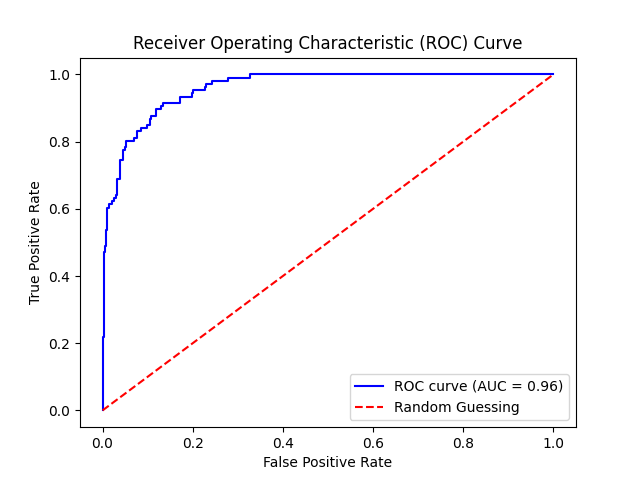 Receiver Operating Characteristic (ROC) Curve
1.0
0.8
0.6
0.4
0.2
0.0
True Positive Rate
ROC curve (AUC = 0.96)
Random Guessing
0.0 0.2 0.4 0.6 0.8 1.0
False Positive Rate